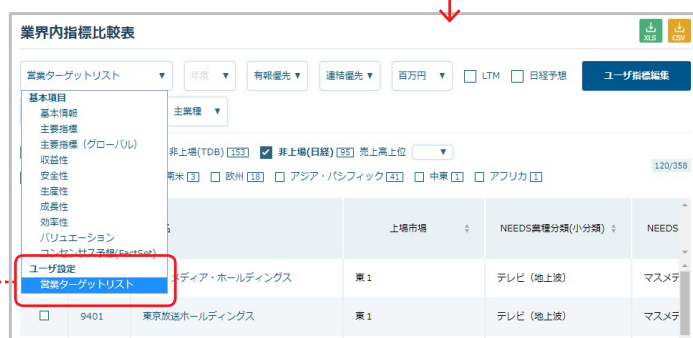 業界内指標比較表
XLS CSV
営業ターゲットリスト ▼ 年度 ▼ 有報優先 ▼ 連結優先 ▼ 百万円 ▼ LTM 日経予想 ユーザ指標編集
基本項目
基本情報 主業種 ▼
主要指標
主要指標（グローバル） 非上場(TDB) 153 非上場(日経) 95 売上高上位 ▼
収益性 120/358
安全性 南米 3 欧州 18 アジア・パシフィック 41 中東 1 アフリカ 1
生産性
成長性
効率性 上場市場 NEEDS業種分類(小分類) NEEDS
バリュエーション
コンセンサス予想(FactSet)
ユーザ設定
営業ターゲットリスト メディア・ホールディングス 東1 テレビ（地上波） マスメデ
9401 東京放送ホールディングス 東1 テレビ（地上波） マスメデ